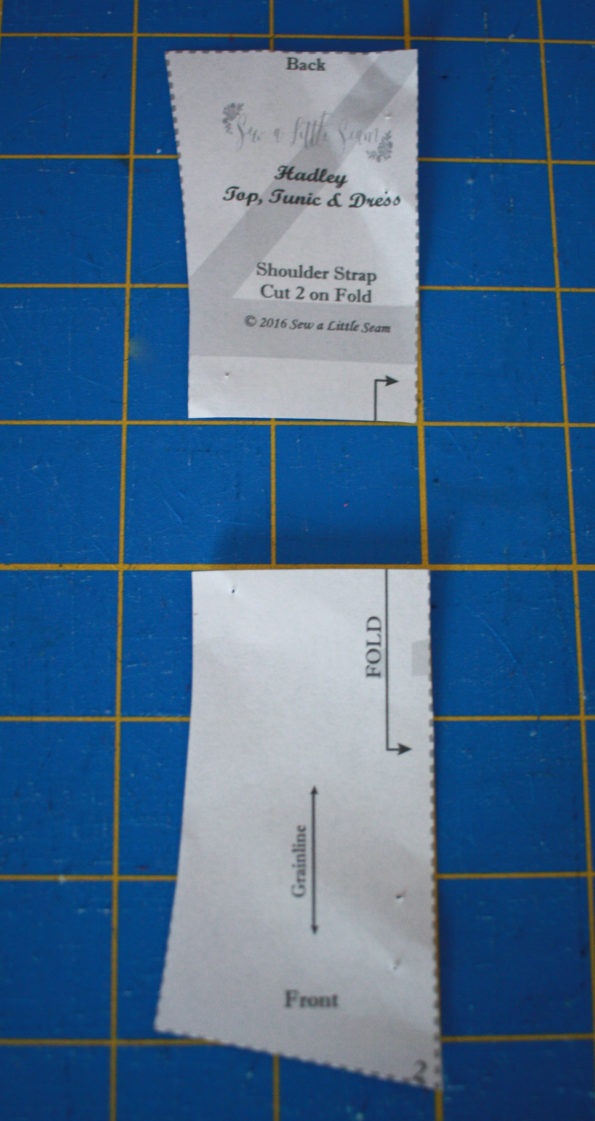 Back
Sew a Little Seam
Hadley
Top, Tunic & Dress
Shoulder Strap
Cut 2 on Fold
© 2016 Sew a Little Seam
FOLD
Grainline
Front
2